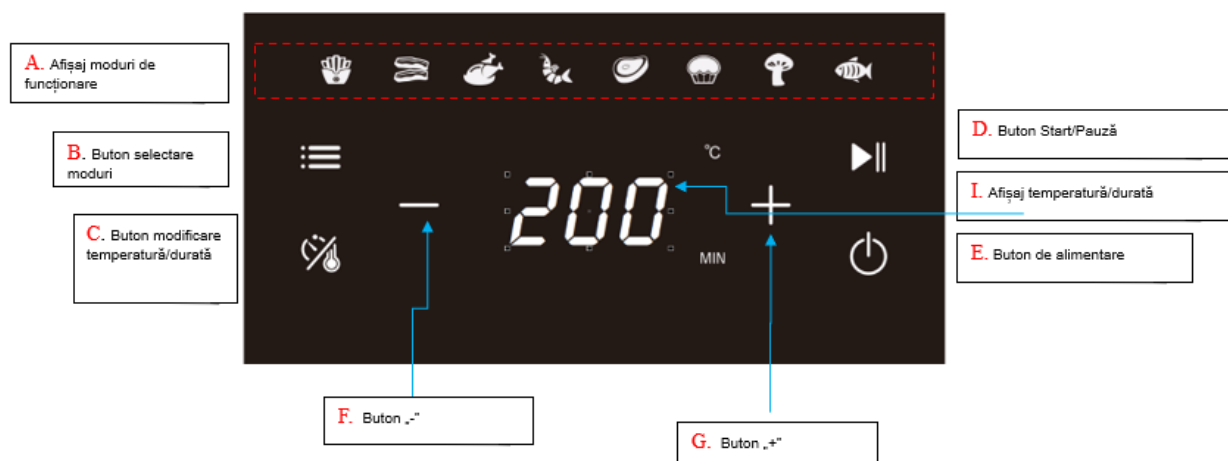 A. Afișaj moduri de
funcționare
B. Buton selectare
moduri
C. Buton modificare
temperatură/durată
°C
200
MIN
D. Buton Start/Pauză
I. Afișaj temperatură/durată
E. Buton de alimentare
F. Buton „-”
G. Buton „+”